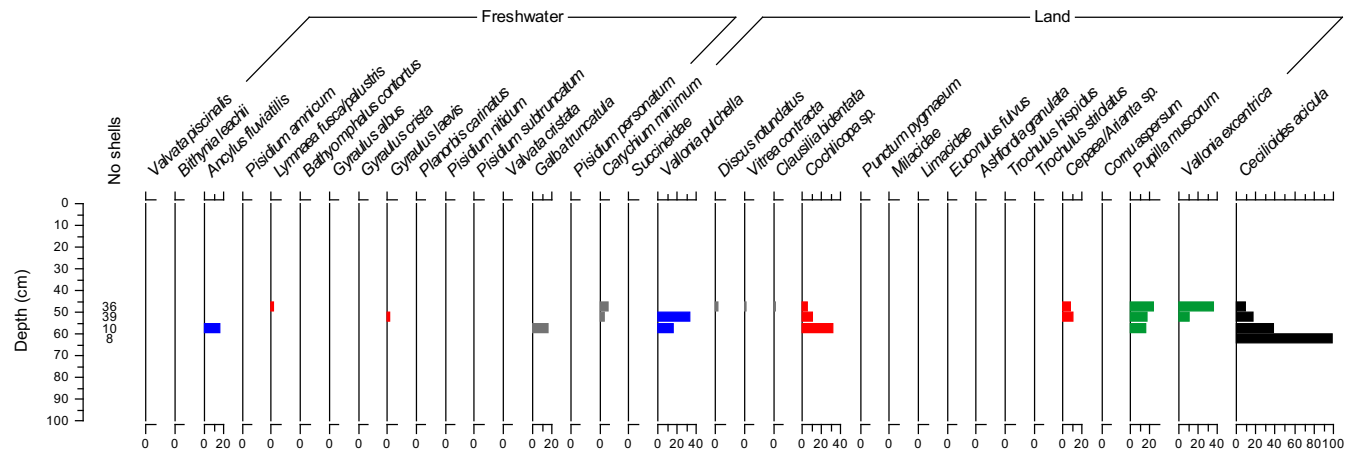 Freshwater
Land
No shells
Valvata piscinalis
Bithynia leachii
Ancylus fluviatilis
Pisidium amnicum
Lymnaea fusca/palustris
Bathyomphalus contortus
Gyraulus albus
Gyraulus crista
Gyraulus laevis
Planorbis carinatus
Pisidium nitidum
Pisidium subtruncatum
Valvata cristata
Galba truncatula
Pisidium personatum
Carychium minimum
Succineidae
Vallonia pulchella
Discus rotundatus
Vitrea contracta
Clausilia bidentata
Cochlicopa sp.
Punctum pygmaeum
Milacidae
Limacidae
Euconulus fulvus
Ashfordia granulata
Trochus hispidus
Trochus striolatus
Cepaea/Arianta sp.
Cornu aspersum
Pupilla muscorum
Vallonia excentrica
Cecilioides acicula
Depth (cm)
0
10
20
30
40
50
60
70
80
90
100
36
39
10
8
0 0 0 20 0 0 0 0 0 0 0 0 0 0 0 20 0 0 0 0 20 40 0 0 0 0 20 40 0 0 0 0 0 0 0 0 0 0 20 0 20 40 0 20 40 60 80 100